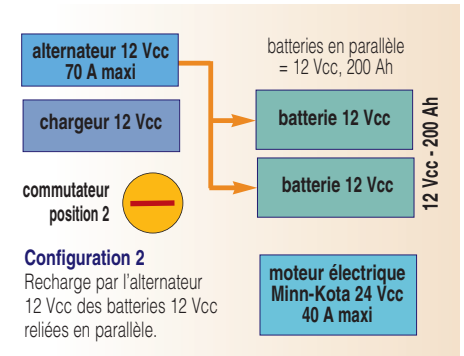 alternateur 12 Vcc
70 A maxi
batteries en parallèle
= 12 Vcc, 200 Ah
chargeur 12 Vcc
batterie 12 Vcc
batterie 12 Vcc
12 Vcc - 200 Ah
commutateur
position 2
Configuration 2
Recharge par l'alternateur
12 Vcc des batteries 12 Vcc
reliées en parallèle.
moteur électrique
Minn-Kota 24 Vcc
40 A maxi